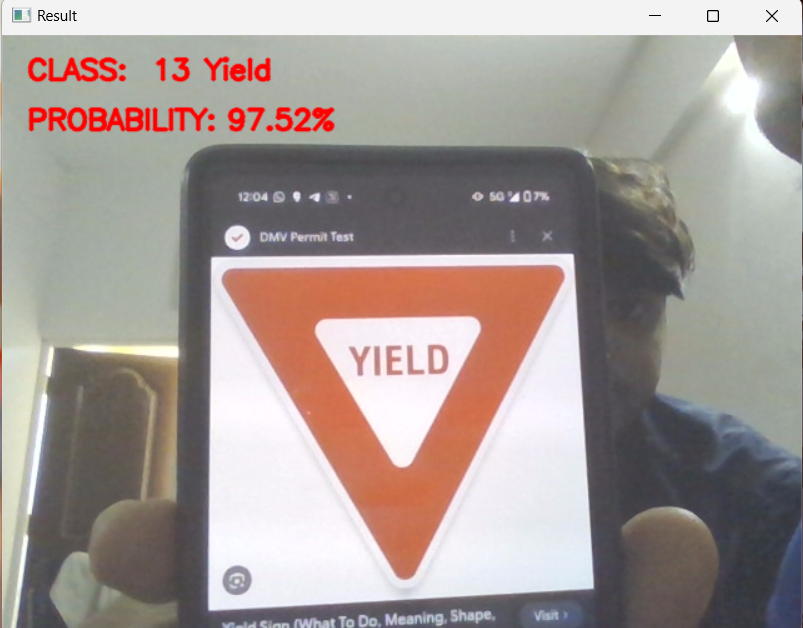 Result
CLASS: 13 Yield
PROBABILITY: 97.52%
12:04
5G 7%
DMV Permit Test
YIELD
Yield Sign (What To Do, Meaning, Shape,
Visit >